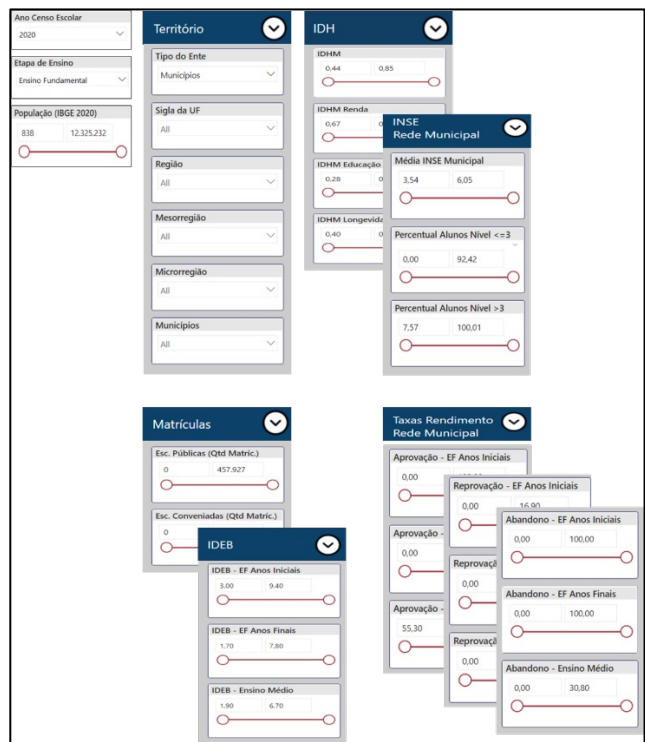 Ano Censo Escolar
2020
Etapa de Ensino
Ensino Fundamental
População (IBGE 2020)
838 12.325.232
Território
Tipo do Ente
Municípios
Sigla da UF
All
Região
All
Mesorregião
All
Microrregião
All
Municípios
All
IDH
IDHM
0,44 0,85
IDHM Renda
0,67
IDHM Educação
0,28
IDHM Longevida
0,40
INSE
Rede Municipal
Média INSE Municipal
3,54 6,05
Percentual Alunos Nível <=3
0,00 92,42
Percentual Alunos Nível >3
7,57 100,01
Matrículas
Esc. Públicas (Qtd Matríc.)
0 457.927
Esc. Conveniadas (Qtd Matríc.)
0
IDEB
IDEB - EF Anos Iniciais
3.00 9.40
IDEB - EF Anos Finais
1.70 7.80
IDEB - Ensino Médio
1.90 6.70
Taxas Rendimento
Rede Municipal
Aprovação - EF Anos Iniciais
0,00
Aprovação -
0,00
Aprovação -
55,30
Reprovação - EF Anos Iniciais
0,00 16,90
Reprovaçã
0,00
Reprovaçã
0,00
Abandono - EF Anos Iniciais
0,00 100,00
Abandono - EF Anos Finais
0,00 100,00
Abandono - Ensino Médio
0,00 30,80